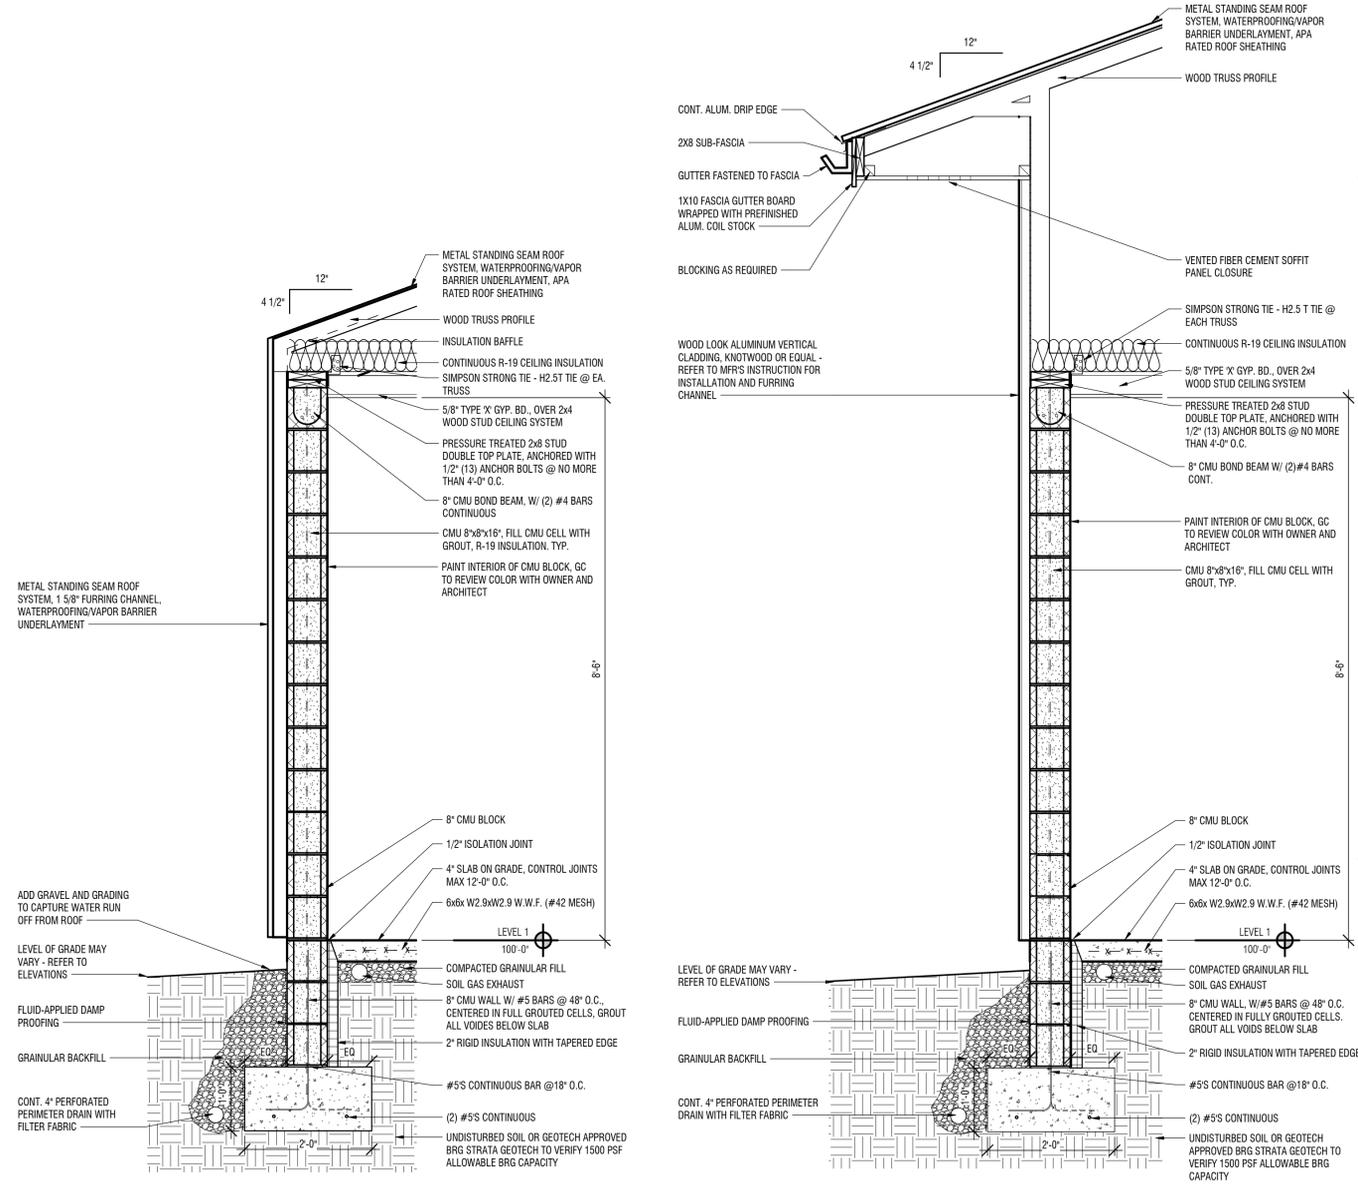 12"
4 1/2"
METAL STANDING SEAM ROOF
SYSTEM, WATERPROOFING/VAPOR
BARRIER UNDERLAYMENT, APA
RATED ROOF SHEATHING
WOOD TRUSS PROFILE
INSULATION BAFFLE
CONTINUOUS R-19 CEILING INSULATION
SIMPSON STRONG TIE - H2.5T TIE @ EA.
TRUSS
5/8" TYPE 'X' GYP. BD., OVER 2x4
WOOD STUD CEILING SYSTEM
PRESSURE TREATED 2x8 STUD
DOUBLE TOP PLATE, ANCHORED WITH
1/2" (13) ANCHOR BOLTS @ NO MORE
THAN 4'-0" O.C.
8" CMU BOND BEAM, W/ (2) #4 BARS
CONTINUOUS
CMU 8"x8"x16", FILL CMU CELL WITH
GROUT, R-19 INSULATION. TYP.
PAINT INTERIOR OF CMU BLOCK, GC
TO REVIEW COLOR WITH OWNER AND
ARCHITECT
METAL STANDING SEAM ROOF
SYSTEM, 1 5/8" FURRING CHANNEL,
WATERPROOFING/VAPOR BARRIER
UNDERLAYMENT
8'-6"
8" CMU BLOCK
1/2" ISOLATION JOINT
4" SLAB ON GRADE, CONTROL JOINTS
MAX 12'-0" O.C.
6x6x W2.9xW2.9 W.W.F. (#42 MESH)
LEVEL 1
100'-0"
ADD GRAVEL AND GRADING
TO CAPTURE WATER RUN
OFF FROM ROOF
LEVEL OF GRADE MAY
VARY - REFER TO
ELEVATIONS
FLUID-APPLIED DAMP
PROOFING
GRAINULAR BACKFILL
CONT. 4" PERFORATED
PERIMETER DRAIN WITH
FILTER FABRIC
COMPACTED GRAINULAR FILL
SOIL GAS EXHAUST
8" CMU WALL W/ #5 BARS @ 48" O.C.,
CENTERED IN FULL GROUTED CELLS, GROUT
ALL VOIDES BELOW SLAB
2" RIGID INSULATION WITH TAPERED EDGE
EQ
EQ
1'-0"
2'-0"
#5'S CONTINUOUS BAR @18" O.C.
(2) #5'S CONTINUOUS
UNDISTURBED SOIL OR GEOTECH APPROVED
BRG STRATA GEOTECH TO VERIFY 1500 PSF
ALLOWABLE BRG CAPACITY
12"
4 1/2"
METAL STANDING SEAM ROOF
SYSTEM, WATERPROOFING/VAPOR
BARRIER UNDERLAYMENT, APA
RATED ROOF SHEATHING
WOOD TRUSS PROFILE
CONT. ALUM. DRIP EDGE
2X8 SUB-FASCIA
GUTTER FASTENED TO FASCIA
1X10 FASCIA GUTTER BOARD
WRAPPED WITH PREFINISHED
ALUM. COIL STOCK
BLOCKING AS REQUIRED
VENTED FIBER CEMENT SOFFIT
PANEL CLOSURE
SIMPSON STRONG TIE - H2.5 T TIE @
EACH TRUSS
CONTINUOUS R-19 CEILING INSULATION
5/8" TYPE 'X' GYP. BD., OVER 2x4
WOOD STUD CEILING SYSTEM
PRESSURE TREATED 2x8 STUD
DOUBLE TOP PLATE, ANCHORED WITH
1/2" (13) ANCHOR BOLTS @ NO MORE
THAN 4'-0" O.C.
8" CMU BOND BEAM W/ (2)#4 BARS
CONT.
WOOD LOOK ALUMINUM VERTICAL
CLADDING, KNOTWOOD OR EQUAL -
REFER TO MFR'S INSTRUCTION FOR
INSTALLATION AND FURRING
CHANNEL
PAINT INTERIOR OF CMU BLOCK, GC
TO REVIEW COLOR WITH OWNER AND
ARCHITECT
CMU 8"x8"x16", FILL CMU CELL WITH
GROUT, TYP.
8'-6"
8" CMU BLOCK
1/2" ISOLATION JOINT
4" SLAB ON GRADE, CONTROL JOINTS
MAX 12'-0" O.C.
6x6x W2.9xW2.9 W.W.F. (#42 MESH)
LEVEL 1
100'-0"
LEVEL OF GRADE MAY VARY -
REFER TO ELEVATIONS
FLUID-APPLIED DAMP PROOFING
GRAINULAR BACKFILL
CONT. 4" PERFORATED PERIMETER
DRAIN WITH FILTER FABRIC
COMPACTED GRAINULAR FILL
SOIL GAS EXHAUST
8" CMU WALL, W/#5 BARS @ 48" O.C.
CENTERED IN FULLY GROUTED CELLS.
GROUT ALL VOIDS BELOW SLAB
2" RIGID INSULATION WITH TAPERED EDGE
EQ
EQ
1'-0"
2'-0"
#5'S CONTINUOUS BAR @18" O.C.
(2) #5'S CONTINUOUS
UNDISTURBED SOIL OR GEOTECH
APPROVED BRG STRATA GEOTECH TO
VERIFY 1500 PSF ALLOWABLE BRG
CAPACITY